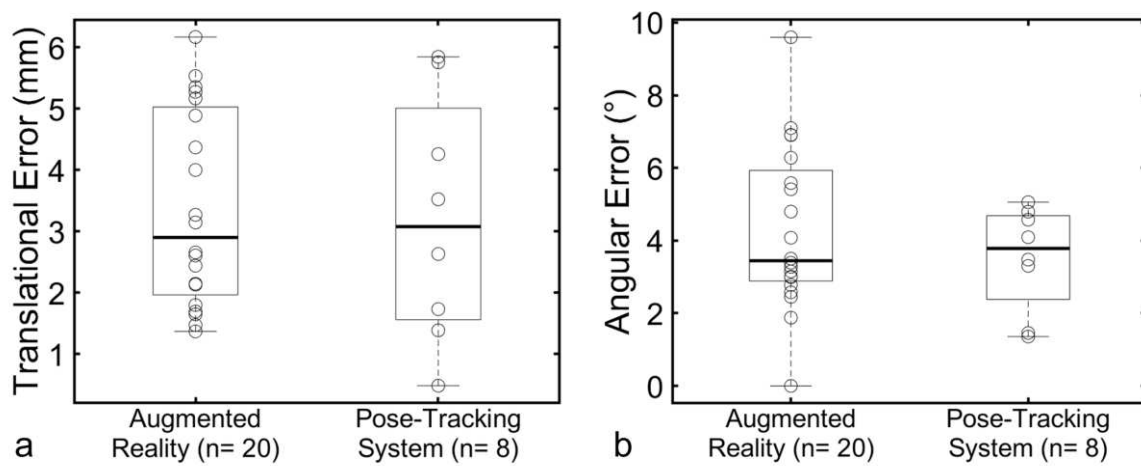 Translational Error (mm)
6
5
4
3
2
1
Augmented
Reality (n= 20)
Pose-Tracking
System (n= 8)
a
Angular Error (°)
10
8
6
4
2
0
Augmented
Reality (n= 20)
Pose-Tracking
System (n= 8)
b